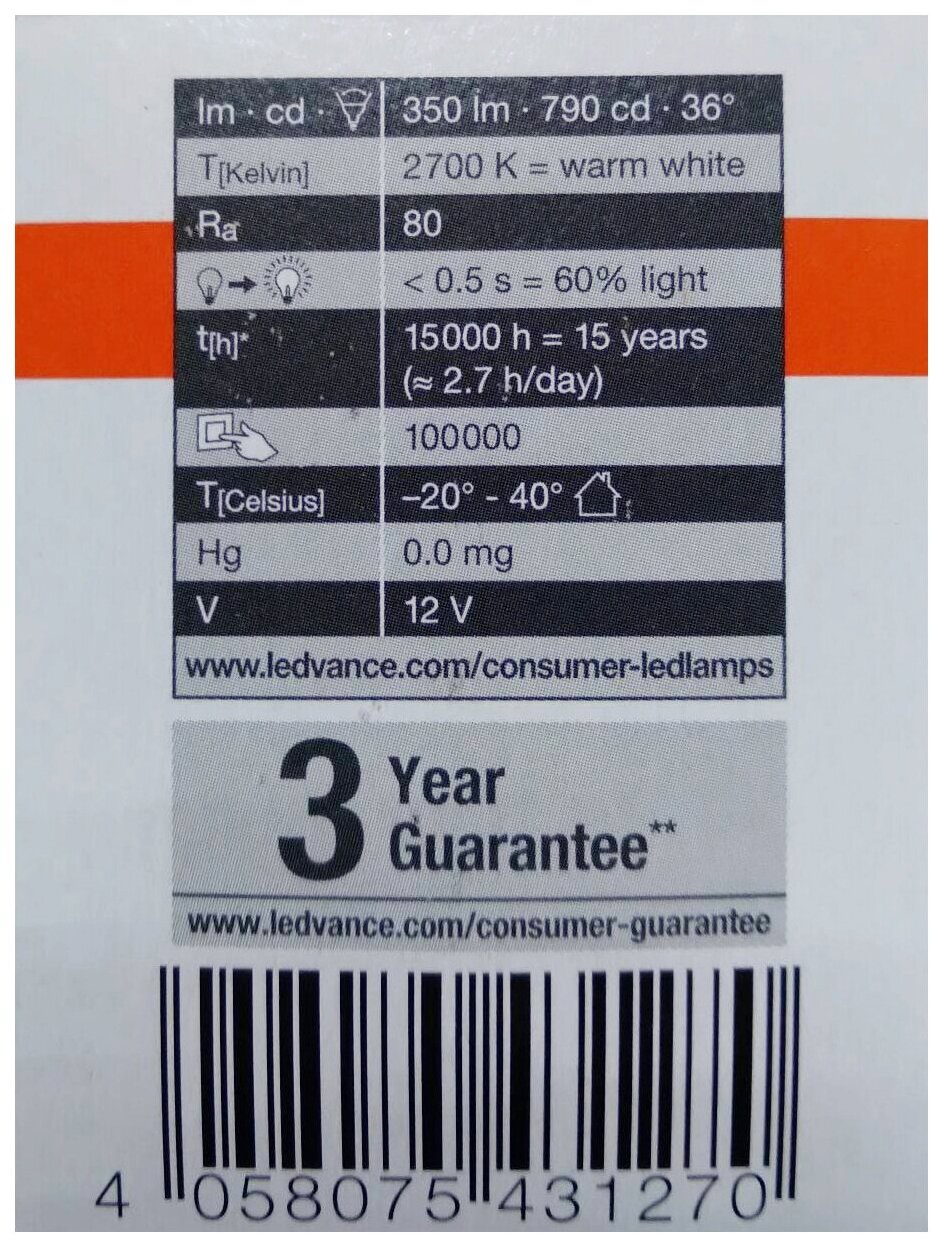 lm · cd · 350 lm · 790 cd · 36°
T[Kelvin] 2700 K = warm white
Ra 80
< 0.5 s = 60% light
t[h]* 15000 h = 15 years
(≈ 2.7 h/day)
100000
T[Celsius] –20° - 40°
Hg 0.0 mg
V 12 V
www.ledvance.com/consumer-ledlamps
3 Year
Guarantee**
www.ledvance.com/consumer-guarantee
4 058075 431270